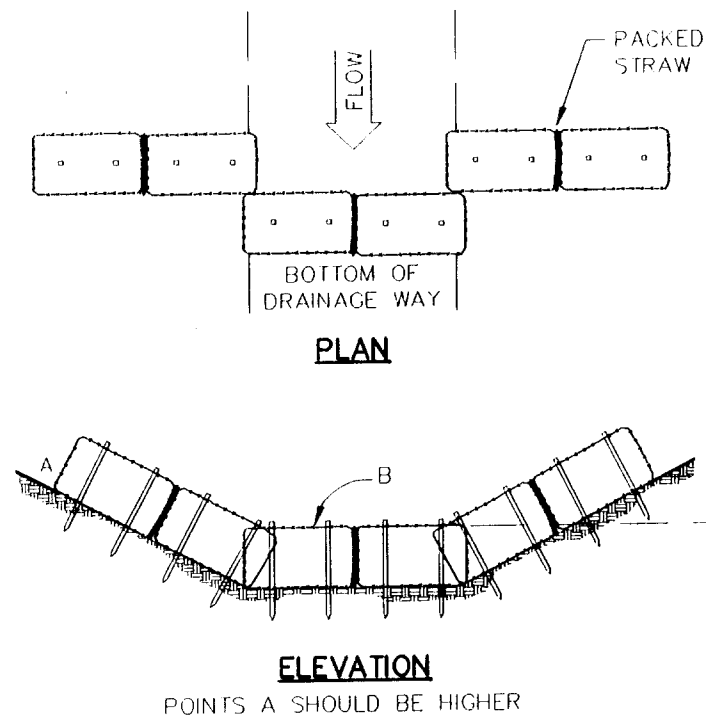 PACKED
STRAW
FLOW
BOTTOM OF
DRAINAGE WAY
PLAN
A
B
ELEVATION
POINTS A SHOULD BE HIGHER